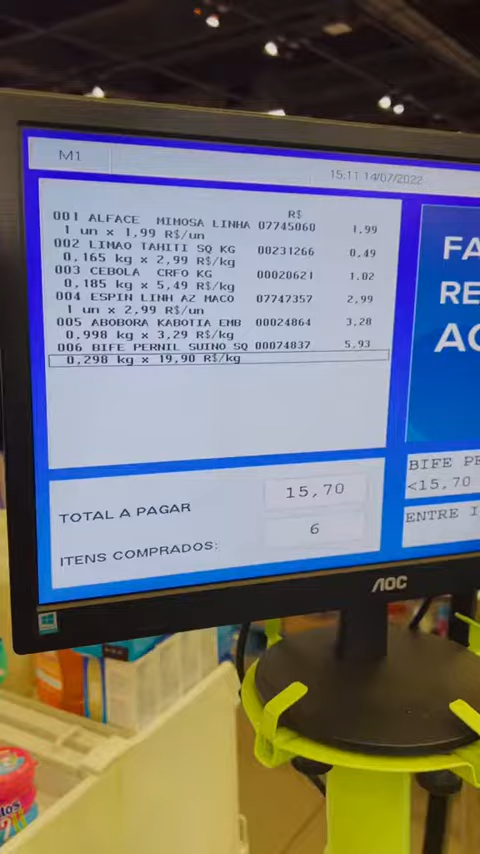 M1
15:11 14/07/2022
R$
001 ALFACE MIMOSA LINHA 07745060 1.99
1 un x 1,99 R$/un
002 LIMAO TAHITI SQ KG 00231266 0.49
0,165 kg x 2,99 R$/kg
003 CEBOLA CRFO KG 00020621 1.02
0,185 kg x 5,49 R$/kg
004 ESPIN LINH AZ MACO 07747357 2,99
1 un x 2,99 R$/un
005 ABOBORA KABOTIA EMB 00024864 3,28
0,998 kg x 3,29 R$/kg
006 BIFE PERNIL SUINO SQ 00074837 5,93
0,298 kg x 19,90 R$/kg
FA
RE
AO
BIFE PE
<15,70
ENTRE I
TOTAL A PAGAR 15,70
ITENS COMPRADOS: 6
AOC